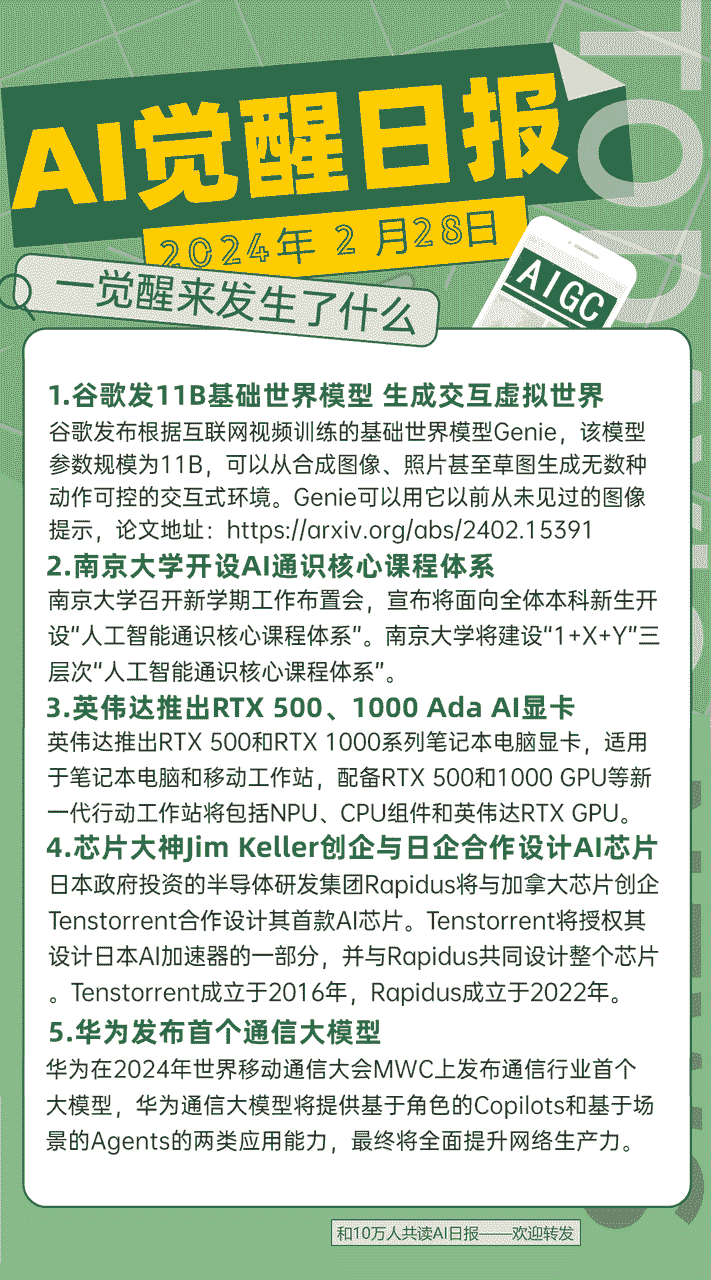 AI觉醒日报
2024年 2 月28日
一觉醒来发生了什么
AIGC
1.谷歌发11B基础世界模型 生成交互虚拟世界
谷歌发布根据互联网视频训练的基础世界模型Genie，该模型
参数规模为11B，可以从合成图像、照片甚至草图生成无数种
动作可控的交互式环境。Genie可以用它以前从未见过的图像
提示，论文地址：https://arxiv.org/abs/2402.15391
2.南京大学开设AI通识核心课程体系
南京大学召开新学期工作布置会，宣布将面向全体本科新生开
设“人工智能通识核心课程体系”。南京大学将建设“1+X+Y”三
层次“人工智能通识核心课程体系”。
3.英伟达推出RTX 500、1000 Ada AI显卡
英伟达推出RTX 500和RTX 1000系列笔记本电脑显卡，适用
于笔记本电脑和移动工作站，配备RTX 500和1000 GPU等新
一代行动工作站将包括NPU、CPU组件和英伟达RTX GPU。
4.芯片大神Jim Keller创企与日企合作设计AI芯片
日本政府投资的半导体研发集团Rapidus将与加拿大芯片创企
Tenstorrent合作设计其首款AI芯片。Tenstorrent将授权其
设计日本AI加速器的一部分，并与Rapidus共同设计整个芯片
。Tenstorrent成立于2016年，Rapidus成立于2022年。
5.华为发布首个通信大模型
华为在2024年世界移动通信大会MWC上发布通信行业首个
大模型，华为通信大模型将提供基于角色的Copilots和基于场
景的Agents的两类应用能力，最终将全面提升网络生产力。
和10万人共读AI日报——欢迎转发